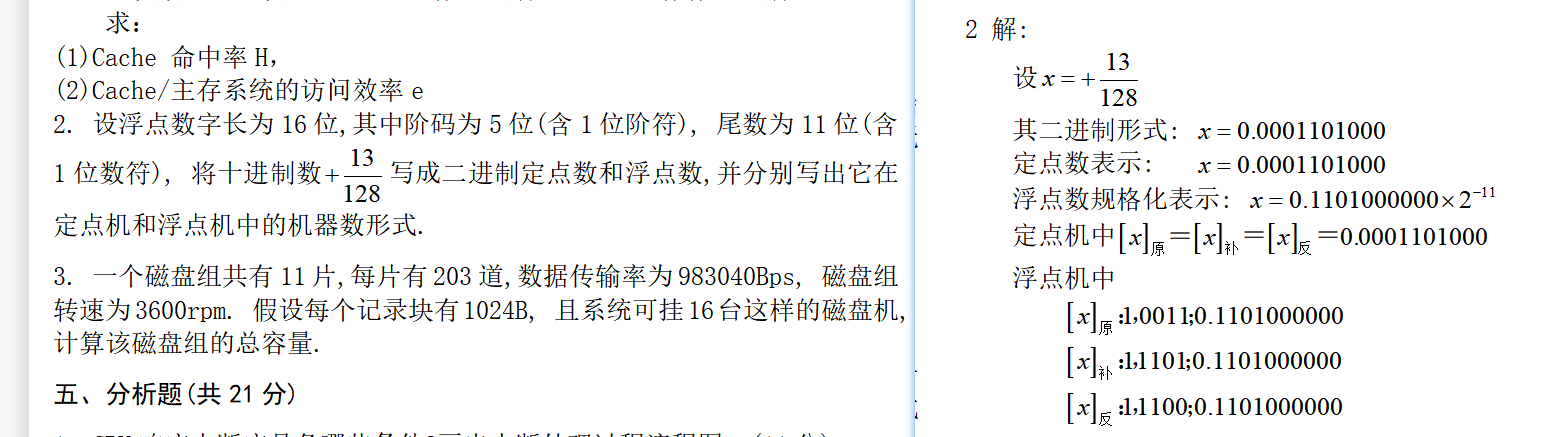 求:
(1)Cache 命中率 H,
(2)Cache/主存系统的访问效率 e
2. 设浮点数字长为 16 位,其中阶码为 5 位(含 1 位阶符), 尾数为 11 位(含
1 位数符), 将十进制数+13/128 写成二进制定点数和浮点数,并分别写出它在
定点机和浮点机中的机器数形式.
3. 一个磁盘组共有 11 片,每片有 203 道,数据传输率为 983040Bps, 磁盘组
转速为 3600rpm. 假设每个记录块有 1024B, 且系统可挂 16 台这样的磁盘机,
计算该磁盘组的总容量.
五、分析题(共 21 分)
2 解:
设 x = + 13/128
其二进制形式: x = 0.0001101000
定点数表示: x = 0.0001101000
浮点数规格化表示: x = 0.1101000000×2⁻¹¹
定点机中[x]原＝[x]补＝[x]反＝0.0001101000
浮点机中
[x]原:1,0011;0.1101000000
[x]补:1,1101;0.1101000000
[x]反:1,1100;0.1101000000